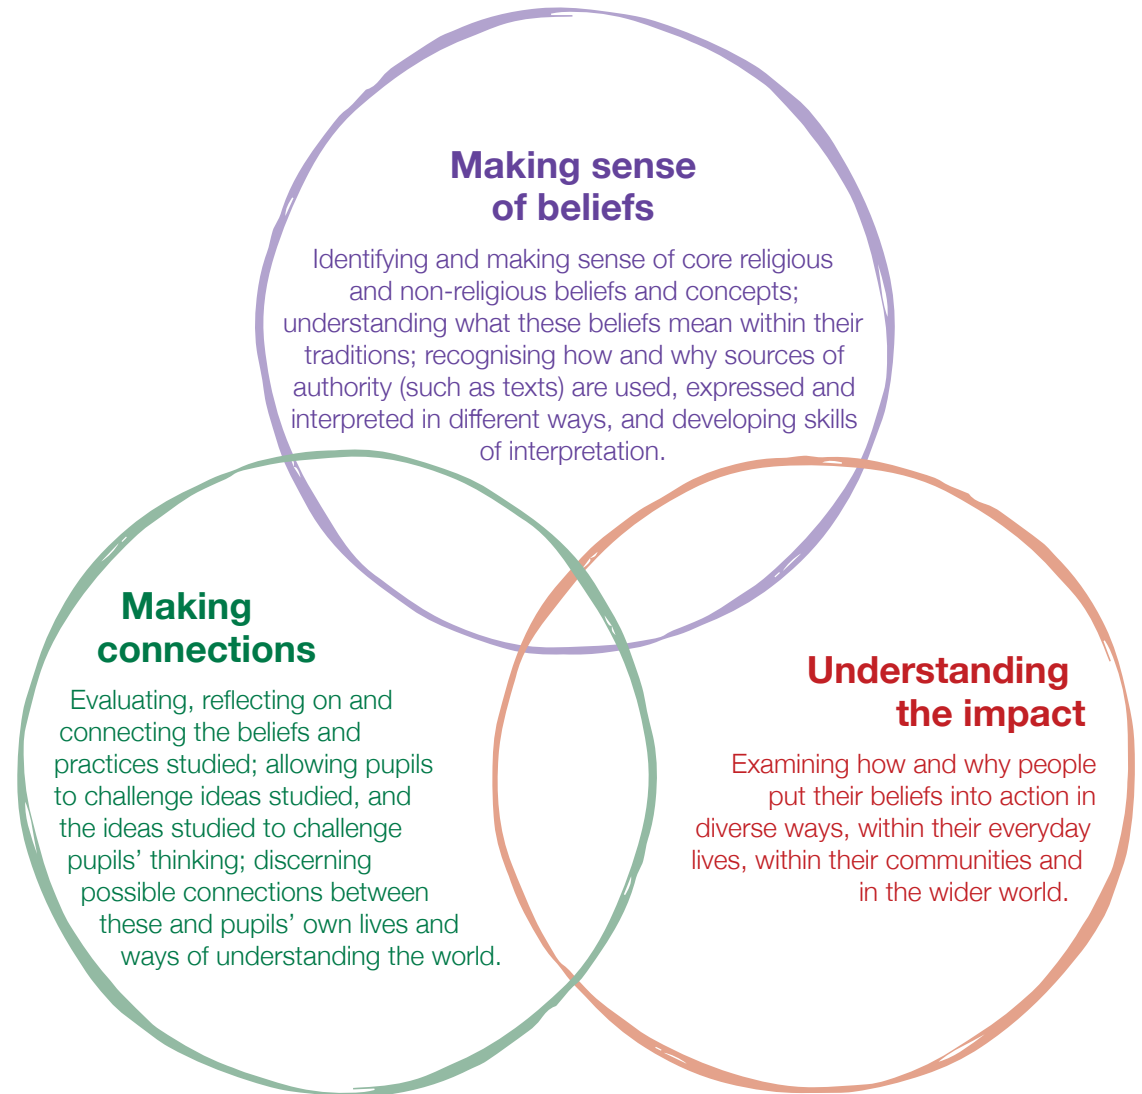 Making sense
of beliefs
Identifying and making sense of core religious
and non-religious beliefs and concepts;
understanding what these beliefs mean within their
traditions; recognising how and why sources of
authority (such as texts) are used, expressed and
interpreted in different ways, and developing skills
of interpretation.
Making
connections
Evaluating, reflecting on and
connecting the beliefs and
practices studied; allowing pupils
to challenge ideas studied, and
the ideas studied to challenge
pupils’ thinking; discerning
possible connections between
these and pupils’ own lives and
ways of understanding the world.
Understanding
the impact
Examining how and why people
put their beliefs into action in
diverse ways, within their everyday
lives, within their communities and
in the wider world.